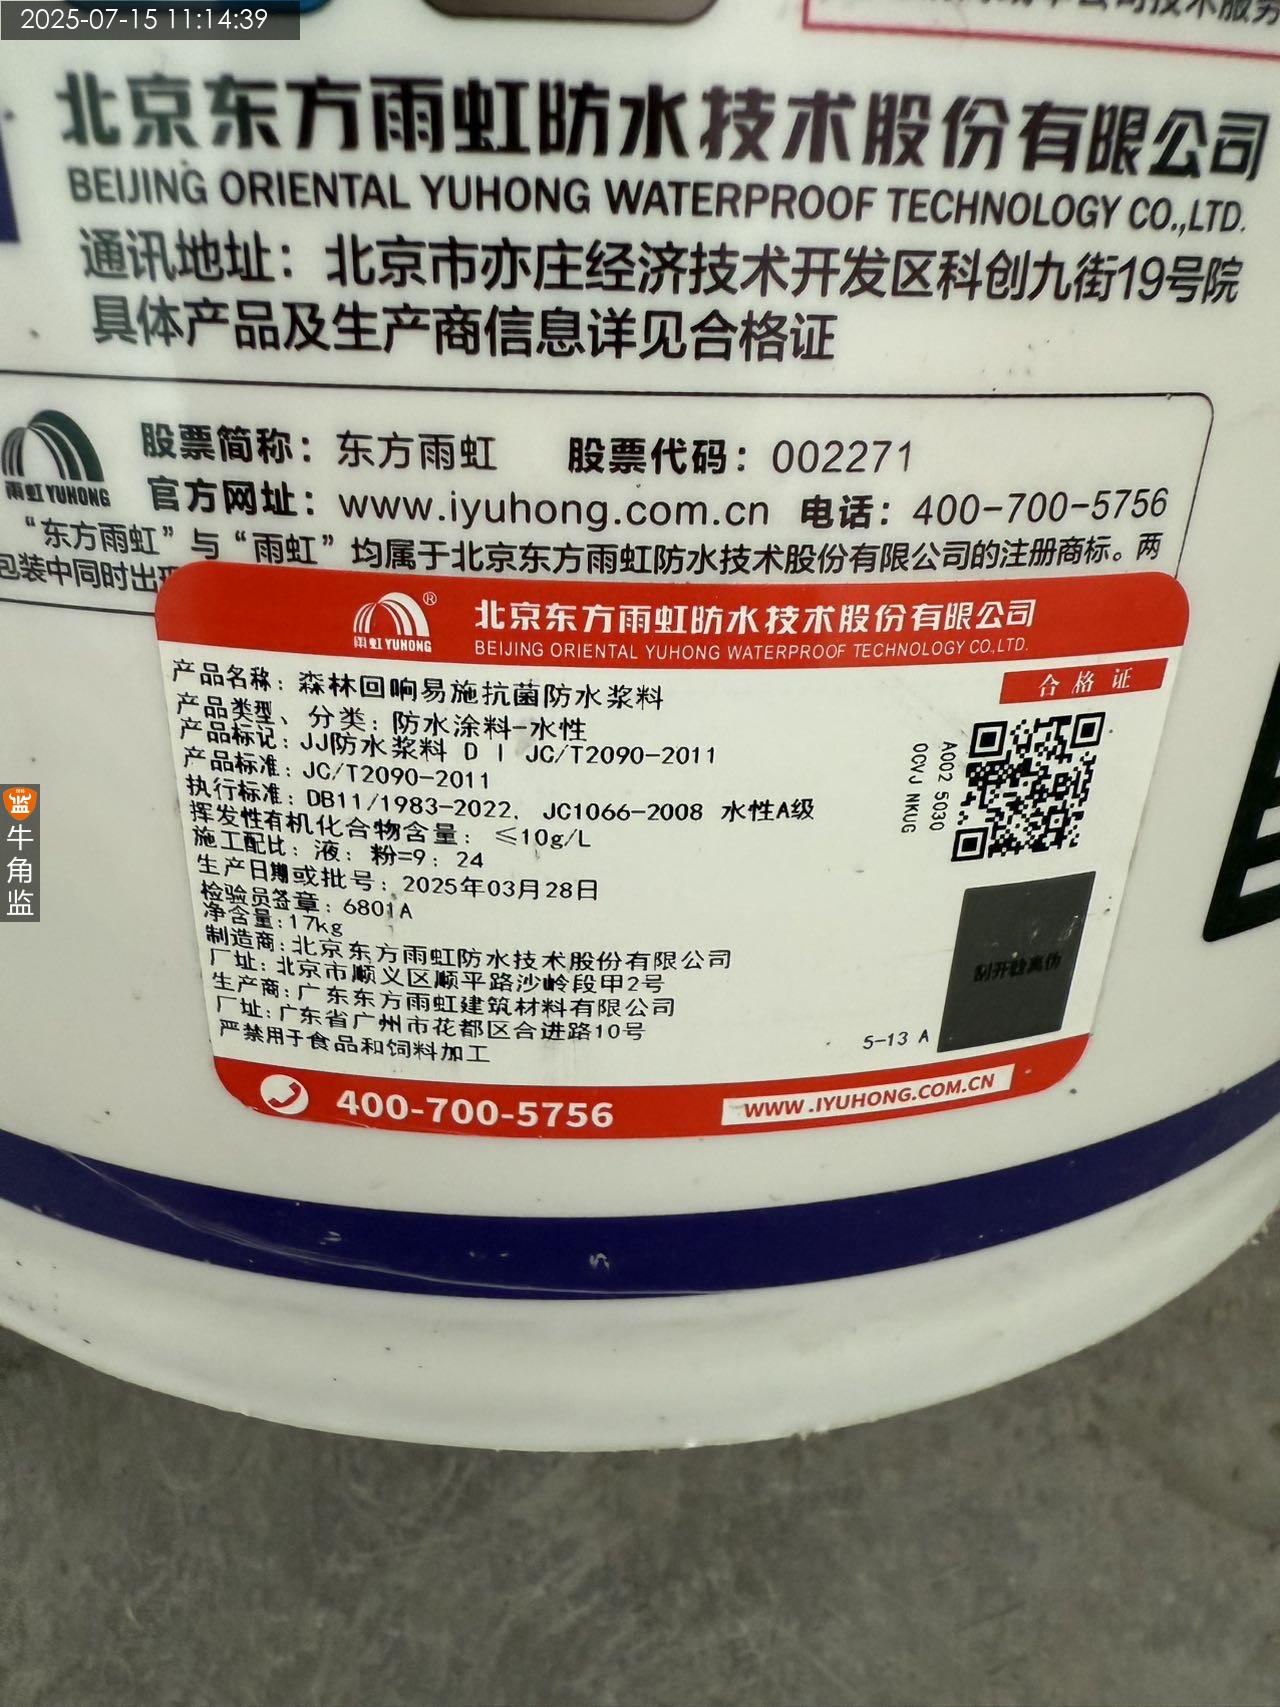 2025-07-15 11:14:39
北京东方雨虹防水技术股份有限公司
BEIJING ORIENTAL YUHONG WATERPROOF TECHNOLOGY CO.,LTD.
通讯地址：北京市亦庄经济技术开发区科创九街19号院
具体产品及生产商信息详见合格证
雨虹 YUHONG
股票简称：东方雨虹 股票代码：002271
官方网址：www.iyuhong.com.cn 电话：400-700-5756
“东方雨虹”与“雨虹”均属于北京东方雨虹防水技术股份有限公司的注册商标。两
包装中同时出现
雨虹 YUHONG ®
北京东方雨虹防水技术股份有限公司
BEIJING ORIENTAL YUHONG WATERPROOF TECHNOLOGY CO.,LTD.
合格证
产品名称：森林回响易施抗菌防水浆料
产品类型、分类：防水涂料-水性
产品标记：JJ防水浆料 D I JC/T2090-2011
产品标准：JC/T2090-2011
执行标准：DB11/1983-2022、JC1066-2008 水性A级
挥发性有机化合物含量：≤10g/L
施工配比：液：粉=9：24
生产日期或批号：2025年03月28日
检验员签章：6801A
净含量:17kg
制造商:北京东方雨虹防水技术股份有限公司
厂址:北京市顺义区顺平路沙岭段甲2号
生产商:广东东方雨虹建筑材料有限公司
厂址:广东省广州市花都区合进路10号
严禁用于食品和饲料加工
A002 5030
0CVJ NKUG
刮开验真伪
5-13 A
400-700-5756
WWW.IYUHONG.COM.CN
牛角监